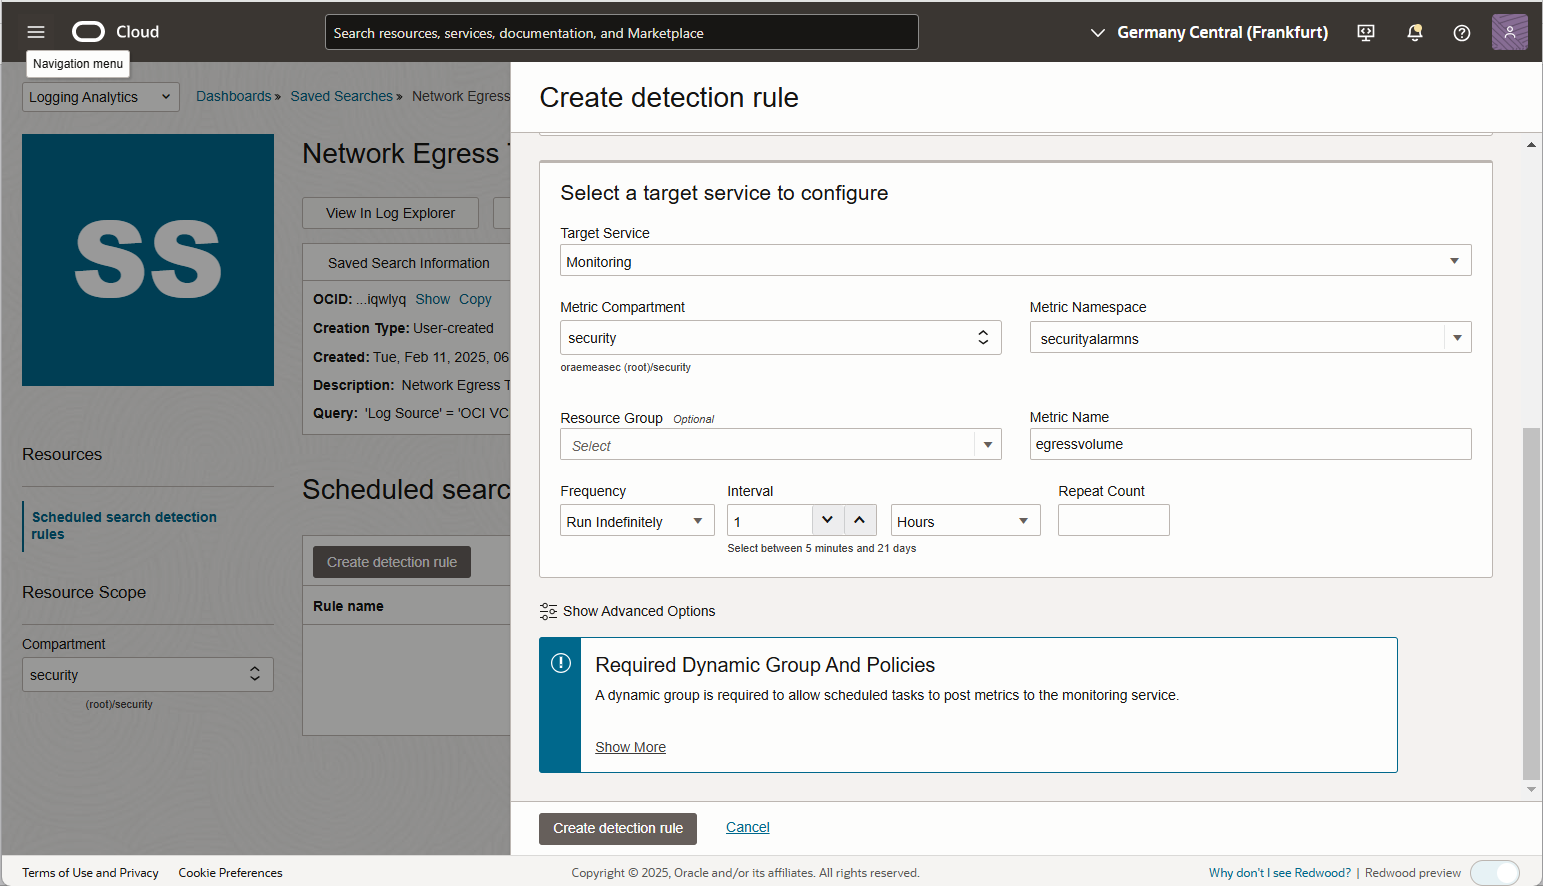 Cloud
Search resources, services, documentation, and Marketplace
Germany Central (Frankfurt)
Navigation menu
Logging Analytics
Dashboards » Saved Searches » Network Egress
SS
Network Egress
View In Log Explorer
Saved Search Information
OCID: ...iqwlyq Show Copy
Creation Type: User-created
Created: Tue, Feb 11, 2025, 06
Description: Network Egress T
Query: 'Log Source' = 'OCI VC
Resources
Scheduled search detection
rules
Resource Scope
Compartment
security
(root)/security
Scheduled searc
Create detection rule
Rule name
Create detection rule
Select a target service to configure
Target Service
Monitoring
Metric Compartment
security
oraemeasec (root)/security
Metric Namespace
securityalarmns
Resource Group Optional
Select
Metric Name
egressvolume
Frequency
Run Indefinitely
Interval
1
Hours
Select between 5 minutes and 21 days
Repeat Count
Show Advanced Options
Required Dynamic Group And Policies
A dynamic group is required to allow scheduled tasks to post metrics to the monitoring service.
Show More
Create detection rule
Cancel
Terms of Use and Privacy
Cookie Preferences
Copyright © 2025, Oracle and/or its affiliates. All rights reserved.
Why don't I see Redwood? | Redwood preview